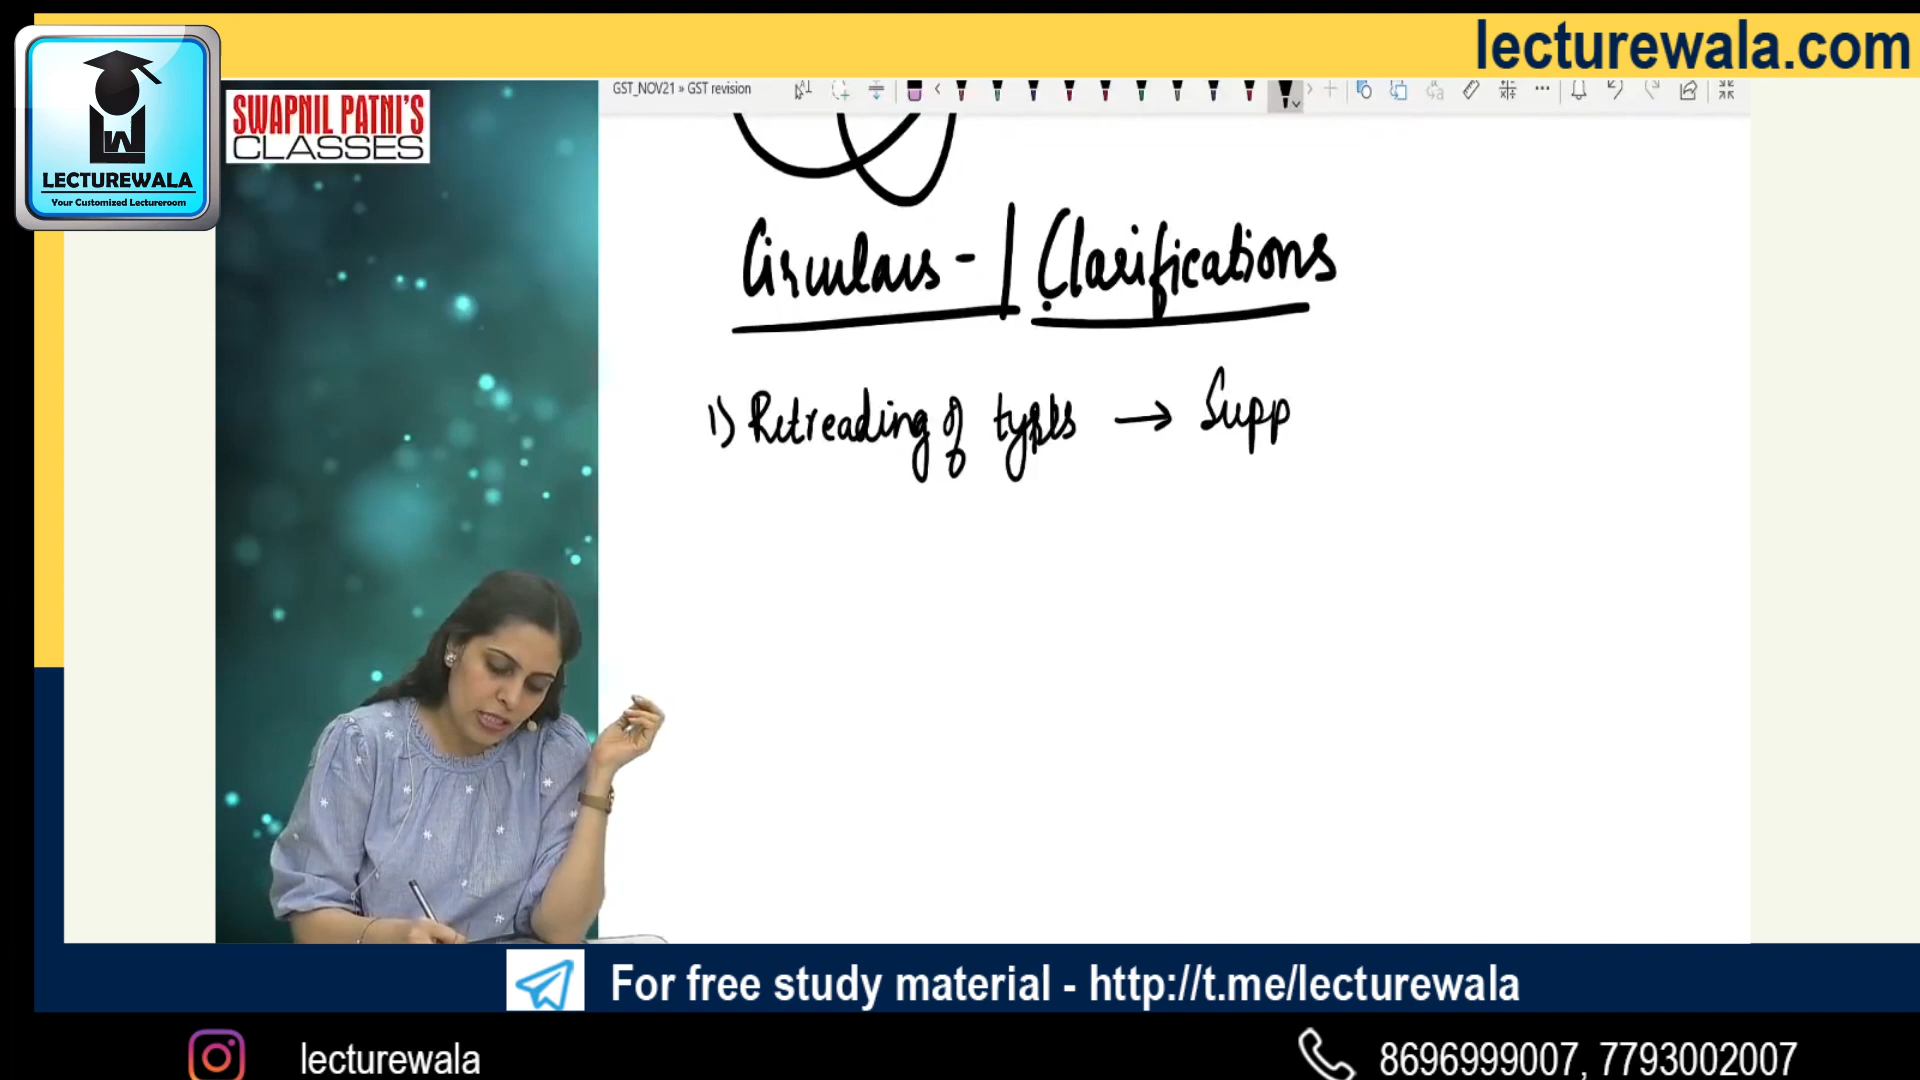 lecturewala.com
GST_NOV21 » GST revision
SWAPNIL PATNI'S
CLASSES
LW
LECTUREWALA
Your Customized Lectureroom
Circulars - | Clarifications
1) Retreading of tyres → Supp
For free study material - http://t.me/lecturewala
lecturewala
8696999007, 7793002007